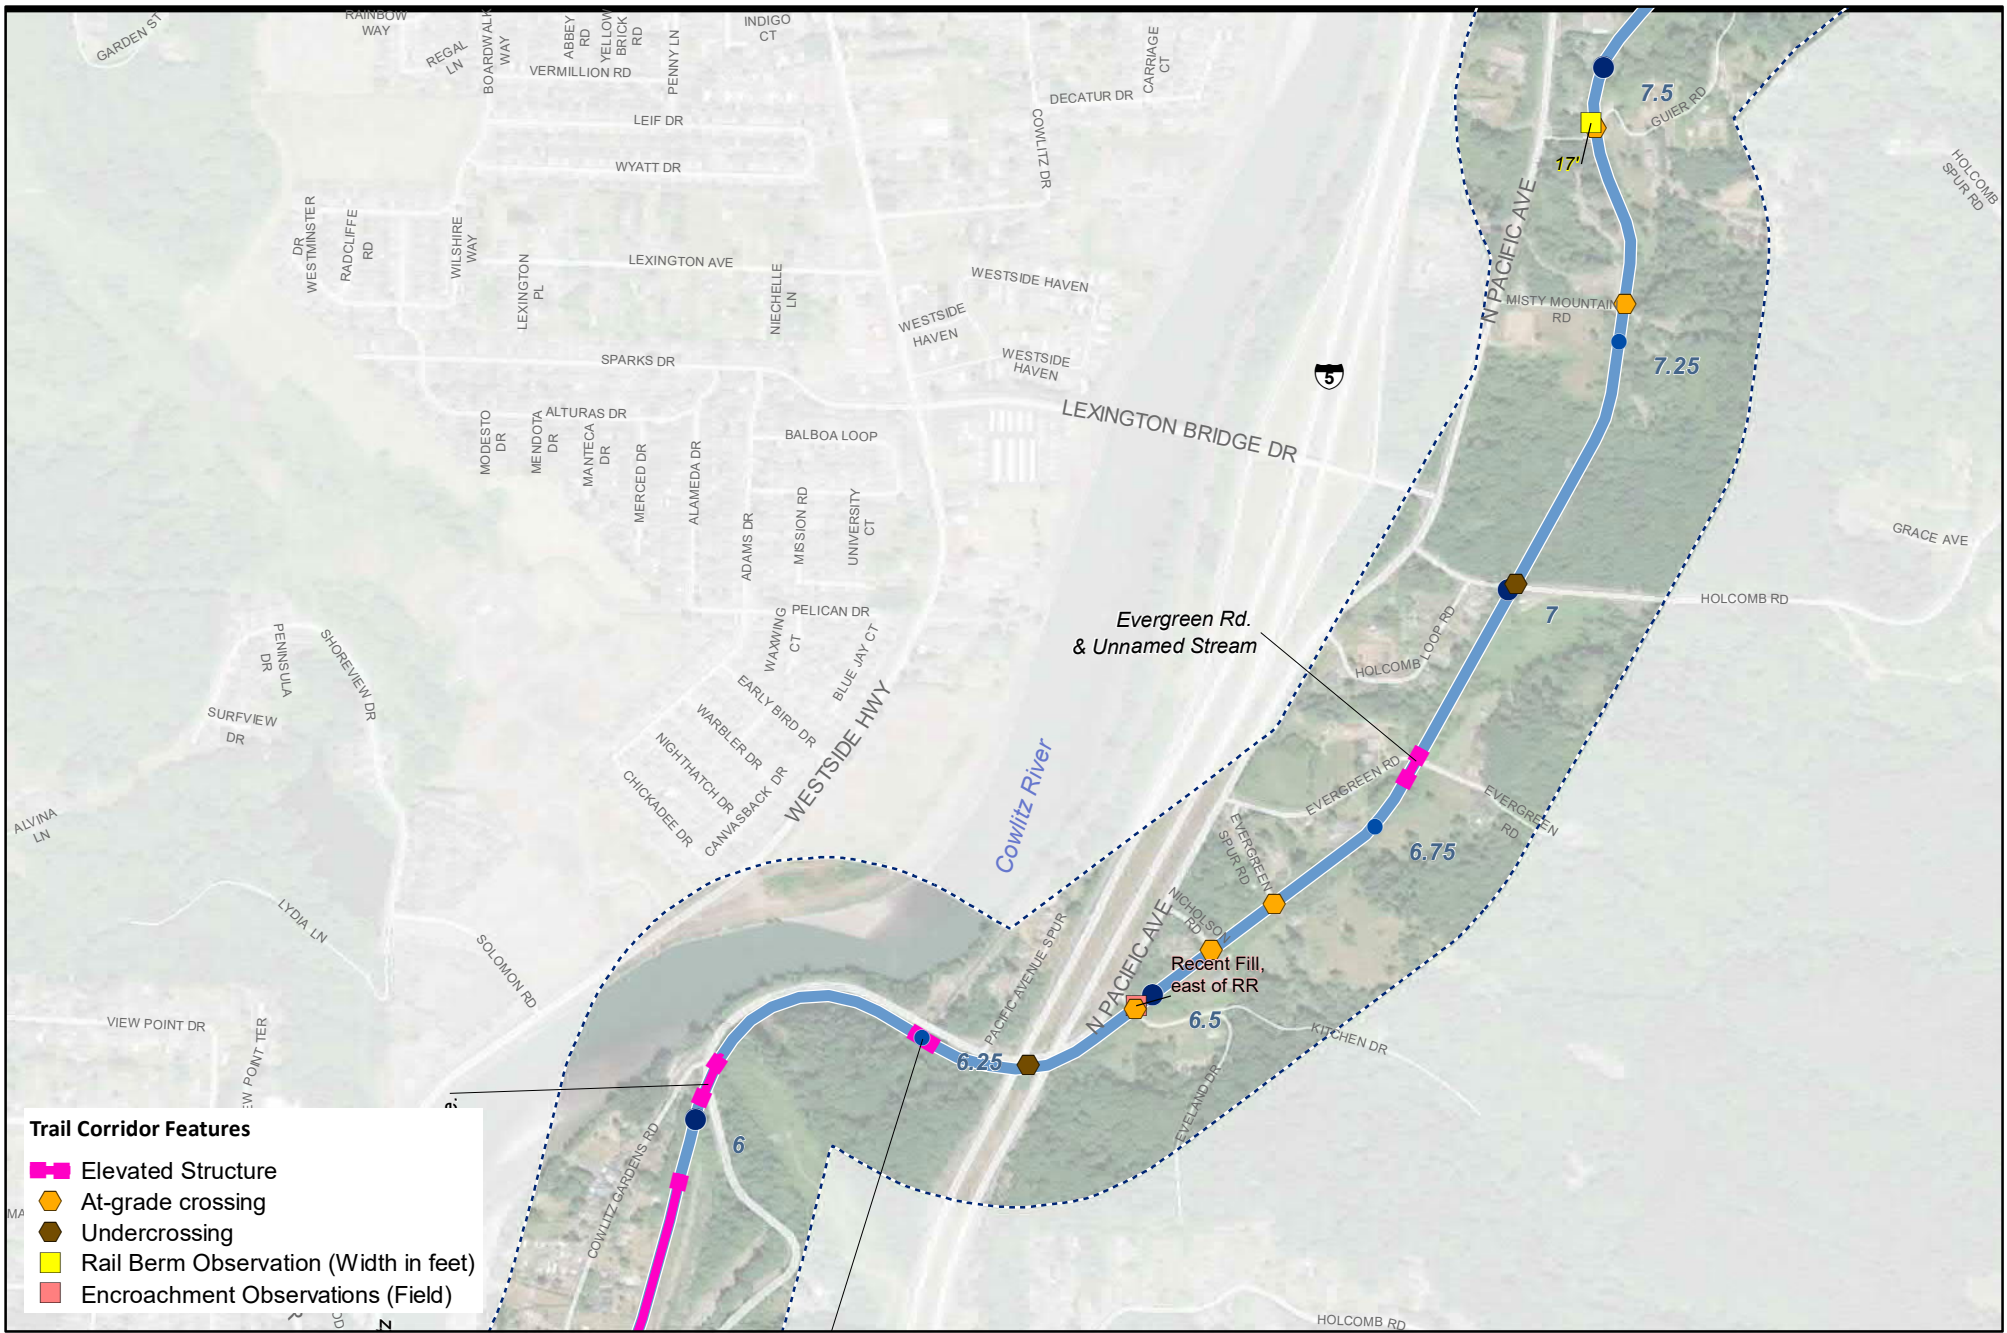 GARDEN ST
RAINBOW
WAY
REGAL
LN
BOARDWALK
WAY
ABBEY
RD
YELLOW
BRICK
RD
PENNY LN
INDIGO
CT
VERMILLION RD
CARRIAGE
CT
DECATUR DR
COWLITZ DR
LEIF DR
WYATT DR
7.5
GUIER RD
17'
HOLCOMB
SPUR RD
WESTMINSTER
DR
RADCLIFFE
RD
WILSHIRE
WAY
LEXINGTON
PL
LEXINGTON AVE
NIECHELLE
LN
WESTSIDE HAVEN
WESTSIDE
HAVEN
WESTSIDE
HAVEN
N PACIFIC AVE
MISTY MOUNTAIN
RD
SPARKS DR
5
7.25
ALTURAS DR
MODESTO
DR
MENDOTA
DR
MANTECA
DR
MERCED DR
ALAMEDA DR
BALBOA LOOP
LEXINGTON BRIDGE DR
ADAMS DR
MISSION RD
UNIVERSITY
CT
GRACE AVE
PELICAN DR
WAXWING
CT
BLUE JAY CT
EARLY BIRD DR
WARBLER DR
NIGHTHATCH DR
CHICKADEE DR
CANVASBACK DR
WESTSIDE HWY
Evergreen Rd.
& Unnamed Stream
HOLCOMB LOOP RD
7
HOLCOMB RD
PENINSULA
DR
SHOREVIEW DR
SURFVIEW
DR
ALVINA
LN
Cowlitz River
EVERGREEN RD
EVERGREEN
RD
EVERGREEN
SPUR RD
6.75
NICHOLSON
RD
LYDIA LN
SOLOMON RD
PACIFIC AVENUE SPUR
N PACIFIC AVE
Recent Fill,
east of RR
6.5
KITCHEN DR
EVELAND DR
VIEW POINT DR
EW POINT TER
6.25
6
COWLITZ GARDENS RD
HOLCOMB RD
MA
Trail Corridor Features
Elevated Structure
At-grade crossing
Undercrossing
Rail Berm Observation (Width in feet)
Encroachment Observations (Field)